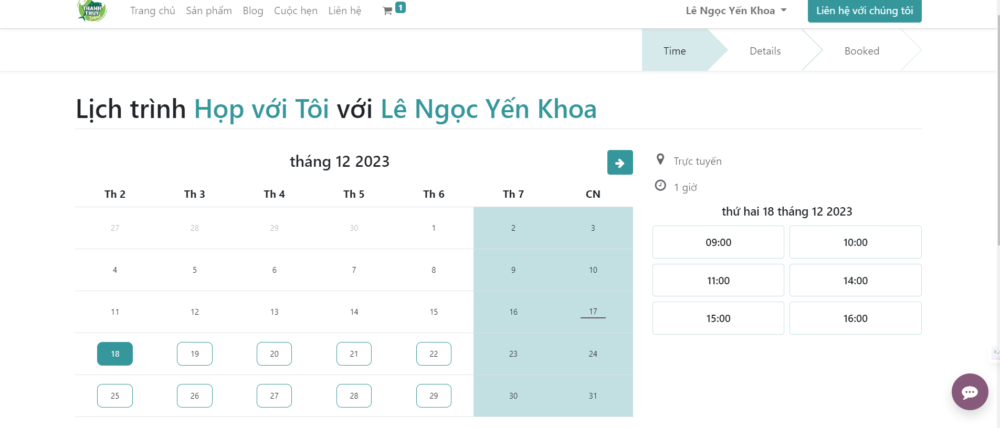 THANH
THUY
Trang chủ Sản phẩm Blog Cuộc hẹn Liên hệ 1 Lê Ngọc Yến Khoa Liên hệ với chúng tôi
Time Details Booked
Lịch trình Họp với Tôi với Lê Ngọc Yến Khoa
tháng 12 2023
Th 2 Th 3 Th 4 Th 5 Th 6 Th 7 CN
27 28 29 30 1 2 3
4 5 6 7 8 9 10
11 12 13 14 15 16 17
18 19 20 21 22 23 24
25 26 27 28 29 30 31
Trực tuyến
1 giờ
thứ hai 18 tháng 12 2023
09:00 10:00
11:00 14:00
15:00 16:00